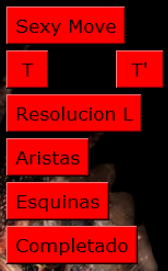 Sexy Move
T T'
Resolucion L
Aristas
Esquinas
Completado